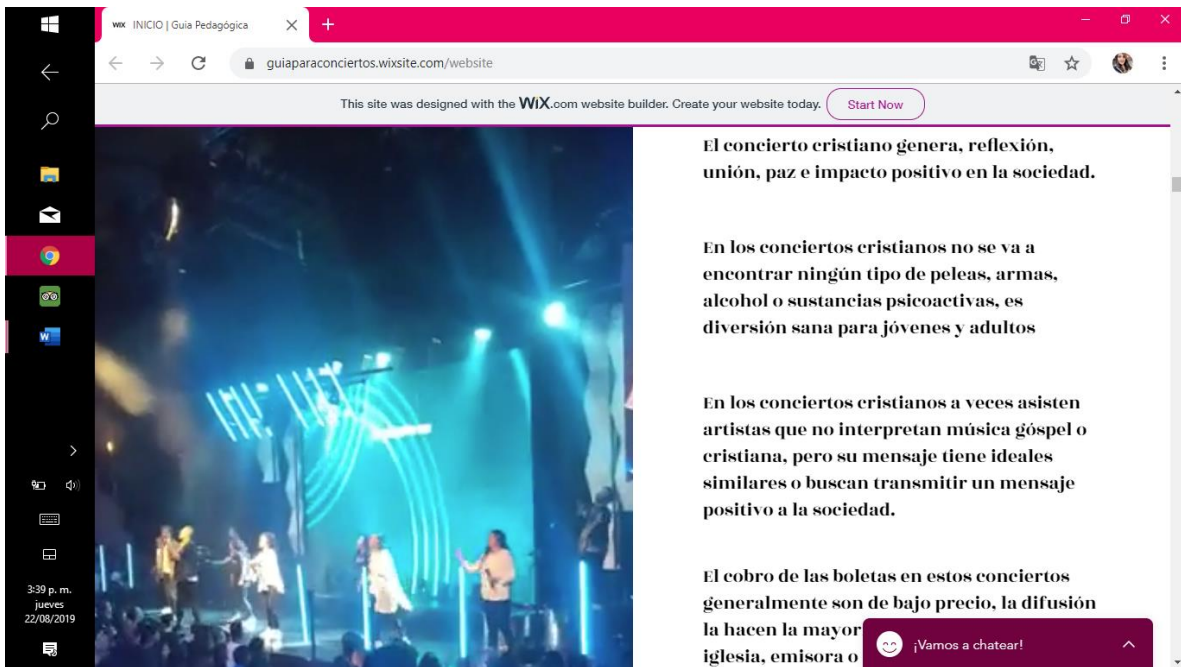 WIX INICIO | Guia Pedagógica
guiaparaconciertos.wixsite.com/website
This site was designed with the WiX.com website builder. Create your website today. Start Now
El concierto cristiano genera, reflexión,
unión, paz e impacto positivo en la sociedad.
En los conciertos cristianos no se va a
encontrar ningún tipo de peleas, armas,
alcohol o sustancias psicoactivas, es
diversión sana para jóvenes y adultos
En los conciertos cristianos a veces asisten
artistas que no interpretan música góspel o
cristiana, pero su mensaje tiene ideales
similares o buscan transmitir un mensaje
positivo a la sociedad.
El cobro de las boletas en estos conciertos
generalmente son de bajo precio, la difusión
la hacen la mayor
iglesia, emisora o
¡Vamos a chatear!
W
3:39 p. m.
jueves
22/08/2019